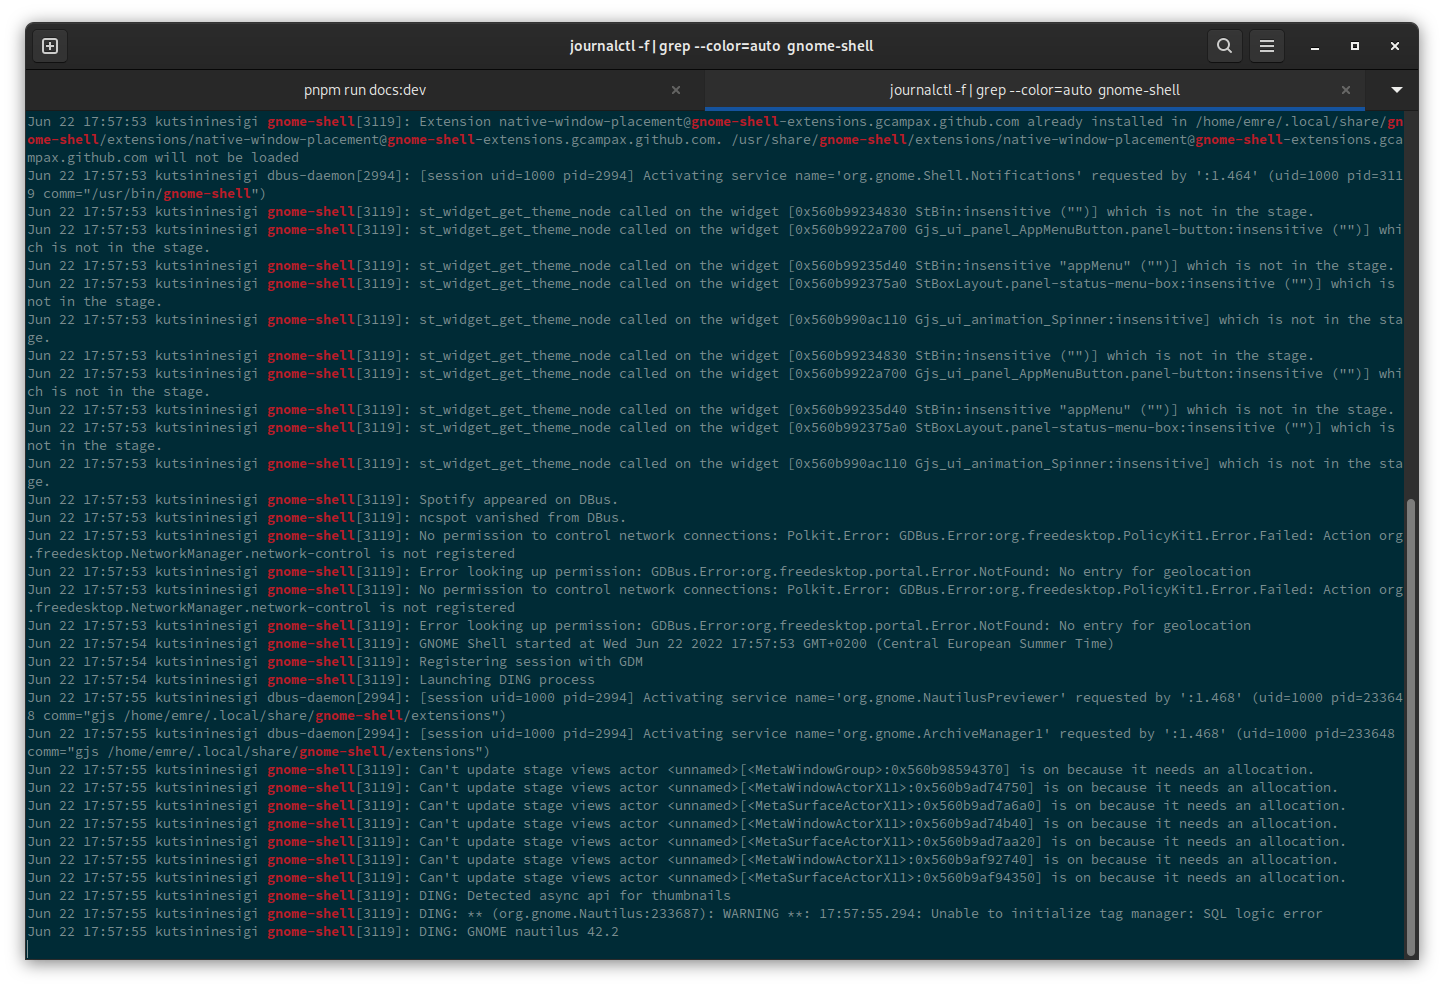 journalctl -f | grep --color=auto gnome-shell
pnpm run docs:dev
journalctl -f | grep --color=auto gnome-shell
Jun 22 17:57:53 kutsininesigi gnome-shell[3119]: Extension native-window-placement@gnome-shell-extensions.gcampax.github.com already installed in /home/emre/.local/share/gn
ome-shell/extensions/native-window-placement@gnome-shell-extensions.gcampax.github.com. /usr/share/gnome-shell/extensions/native-window-placement@gnome-shell-extensions.gca
mpax.github.com will not be loaded
Jun 22 17:57:53 kutsininesigi dbus-daemon[2994]: [session uid=1000 pid=2994] Activating service name='org.gnome.Shell.Notifications' requested by ':1.464' (uid=1000 pid=311
9 comm="/usr/bin/gnome-shell")
Jun 22 17:57:53 kutsininesigi gnome-shell[3119]: st_widget_get_theme_node called on the widget [0x560b99234830 StBin:insensitive ("")] which is not in the stage.
Jun 22 17:57:53 kutsininesigi gnome-shell[3119]: st_widget_get_theme_node called on the widget [0x560b9922a700 Gjs_ui_panel_AppMenuButton.panel-button:insensitive ("")] whi
ch is not in the stage.
Jun 22 17:57:53 kutsininesigi gnome-shell[3119]: st_widget_get_theme_node called on the widget [0x560b99235d40 StBin:insensitive "appMenu" ("")] which is not in the stage.
Jun 22 17:57:53 kutsininesigi gnome-shell[3119]: st_widget_get_theme_node called on the widget [0x560b992375a0 StBoxLayout.panel-status-menu-box:insensitive ("")] which is
not in the stage.
Jun 22 17:57:53 kutsininesigi gnome-shell[3119]: st_widget_get_theme_node called on the widget [0x560b990ac110 Gjs_ui_animation_Spinner:insensitive] which is not in the sta
ge.
Jun 22 17:57:53 kutsininesigi gnome-shell[3119]: st_widget_get_theme_node called on the widget [0x560b99234830 StBin:insensitive ("")] which is not in the stage.
Jun 22 17:57:53 kutsininesigi gnome-shell[3119]: st_widget_get_theme_node called on the widget [0x560b9922a700 Gjs_ui_panel_AppMenuButton.panel-button:insensitive ("")] whi
ch is not in the stage.
Jun 22 17:57:53 kutsininesigi gnome-shell[3119]: st_widget_get_theme_node called on the widget [0x560b99235d40 StBin:insensitive "appMenu" ("")] which is not in the stage.
Jun 22 17:57:53 kutsininesigi gnome-shell[3119]: st_widget_get_theme_node called on the widget [0x560b992375a0 StBoxLayout.panel-status-menu-box:insensitive ("")] which is
not in the stage.
Jun 22 17:57:53 kutsininesigi gnome-shell[3119]: st_widget_get_theme_node called on the widget [0x560b990ac110 Gjs_ui_animation_Spinner:insensitive] which is not in the sta
ge.
Jun 22 17:57:53 kutsininesigi gnome-shell[3119]: Spotify appeared on DBus.
Jun 22 17:57:53 kutsininesigi gnome-shell[3119]: ncspot vanished from DBus.
Jun 22 17:57:53 kutsininesigi gnome-shell[3119]: No permission to control network connections: Polkit.Error: GDBus.Error:org.freedesktop.PolicyKit1.Error.Failed: Action org
.freedesktop.NetworkManager.network-control is not registered
Jun 22 17:57:53 kutsininesigi gnome-shell[3119]: Error looking up permission: GDBus.Error:org.freedesktop.portal.Error.NotFound: No entry for geolocation
Jun 22 17:57:53 kutsininesigi gnome-shell[3119]: No permission to control network connections: Polkit.Error: GDBus.Error:org.freedesktop.PolicyKit1.Error.Failed: Action org
.freedesktop.NetworkManager.network-control is not registered
Jun 22 17:57:53 kutsininesigi gnome-shell[3119]: Error looking up permission: GDBus.Error:org.freedesktop.portal.Error.NotFound: No entry for geolocation
Jun 22 17:57:54 kutsininesigi gnome-shell[3119]: GNOME Shell started at Wed Jun 22 2022 17:57:53 GMT+0200 (Central European Summer Time)
Jun 22 17:57:54 kutsininesigi gnome-shell[3119]: Registering session with GDM
Jun 22 17:57:54 kutsininesigi gnome-shell[3119]: Launching DING process
Jun 22 17:57:55 kutsininesigi dbus-daemon[2994]: [session uid=1000 pid=2994] Activating service name='org.gnome.NautilusPreviewer' requested by ':1.468' (uid=1000 pid=23364
8 comm="gjs /home/emre/.local/share/gnome-shell/extensions")
Jun 22 17:57:55 kutsininesigi dbus-daemon[2994]: [session uid=1000 pid=2994] Activating service name='org.gnome.ArchiveManager1' requested by ':1.468' (uid=1000 pid=233648
comm="gjs /home/emre/.local/share/gnome-shell/extensions")
Jun 22 17:57:55 kutsininesigi gnome-shell[3119]: Can't update stage views actor <unnamed>[<MetaWindowGroup>:0x560b98594370] is on because it needs an allocation.
Jun 22 17:57:55 kutsininesigi gnome-shell[3119]: Can't update stage views actor <unnamed>[<MetaWindowActorX11>:0x560b9ad74750] is on because it needs an allocation.
Jun 22 17:57:55 kutsininesigi gnome-shell[3119]: Can't update stage views actor <unnamed>[<MetaSurfaceActorX11>:0x560b9ad7a6a0] is on because it needs an allocation.
Jun 22 17:57:55 kutsininesigi gnome-shell[3119]: Can't update stage views actor <unnamed>[<MetaWindowActorX11>:0x560b9ad74b40] is on because it needs an allocation.
Jun 22 17:57:55 kutsininesigi gnome-shell[3119]: Can't update stage views actor <unnamed>[<MetaSurfaceActorX11>:0x560b9ad7aa20] is on because it needs an allocation.
Jun 22 17:57:55 kutsininesigi gnome-shell[3119]: Can't update stage views actor <unnamed>[<MetaWindowActorX11>:0x560b9af92740] is on because it needs an allocation.
Jun 22 17:57:55 kutsininesigi gnome-shell[3119]: Can't update stage views actor <unnamed>[<MetaSurfaceActorX11>:0x560b9af94350] is on because it needs an allocation.
Jun 22 17:57:55 kutsininesigi gnome-shell[3119]: DING: Detected async api for thumbnails
Jun 22 17:57:55 kutsininesigi gnome-shell[3119]: DING: ** (org.gnome.Nautilus:233687): WARNING **: 17:57:55.294: Unable to initialize tag manager: SQL logic error
Jun 22 17:57:55 kutsininesigi gnome-shell[3119]: DING: GNOME nautilus 42.2